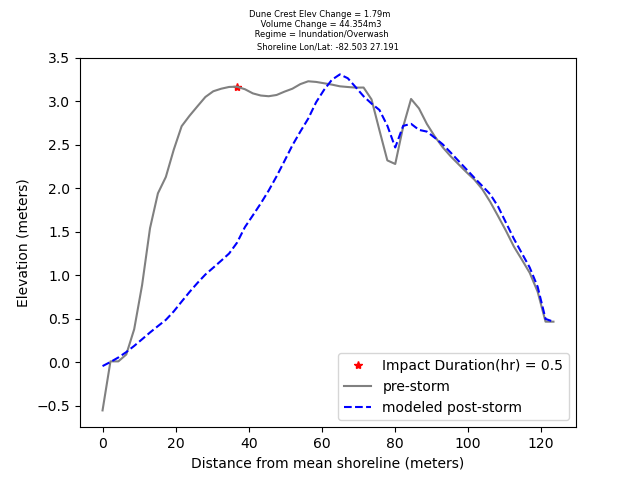 Dune Crest Elev Change = 1.79m
Volume Change = 44.354m3
Regime = Inundation/Overwash
Shoreline Lon/Lat: -82.503 27.191
3.5
3.0
2.5
2.0
1.5
1.0
0.5
0.0
−0.5
Elevation (meters)
Impact Duration(hr) = 0.5
pre-storm
modeled post-storm
0 20 40 60 80 100 120
Distance from mean shoreline (meters)